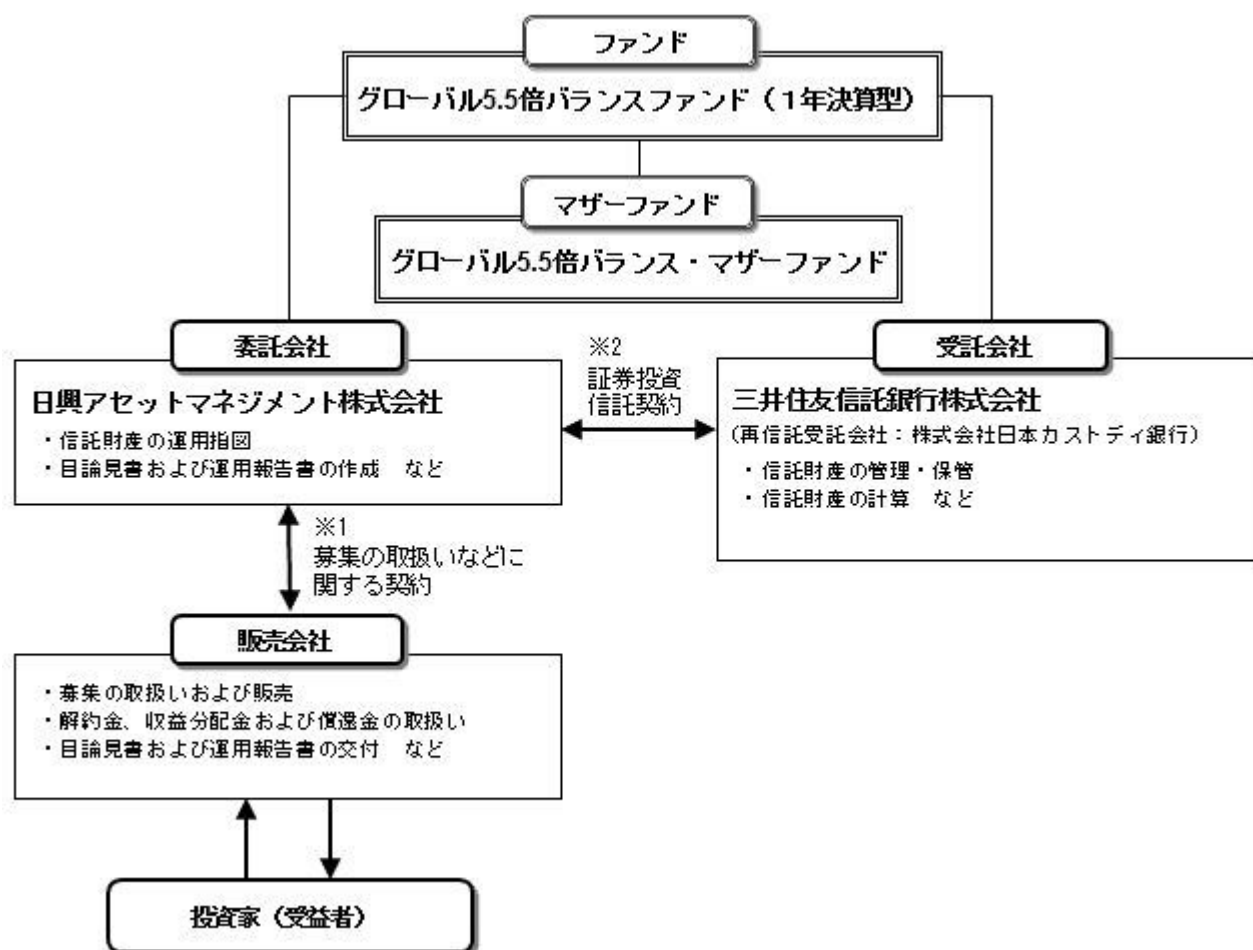 ファンド
グローバル5.5倍バランスファンド（１年決算型）
マザーファンド
グローバル5.5倍バランス・マザーファンド
委託会社
日興アセットマネジメント株式会社
・信託財産の運用指図
・目論見書および運用報告書の作成　など
※2
証券投資
信託契約
受託会社
三井住友信託銀行株式会社
（再信託受託会社：株式会社日本カストディ銀行）
・信託財産の管理・保管
・信託財産の計算　など
※1
募集の取扱いなどに
関する契約
販売会社
・募集の取扱いおよび販売
・解約金、収益分配金および償還金の取扱い
・目論見書および運用報告書の交付　など
投資家（受益者）